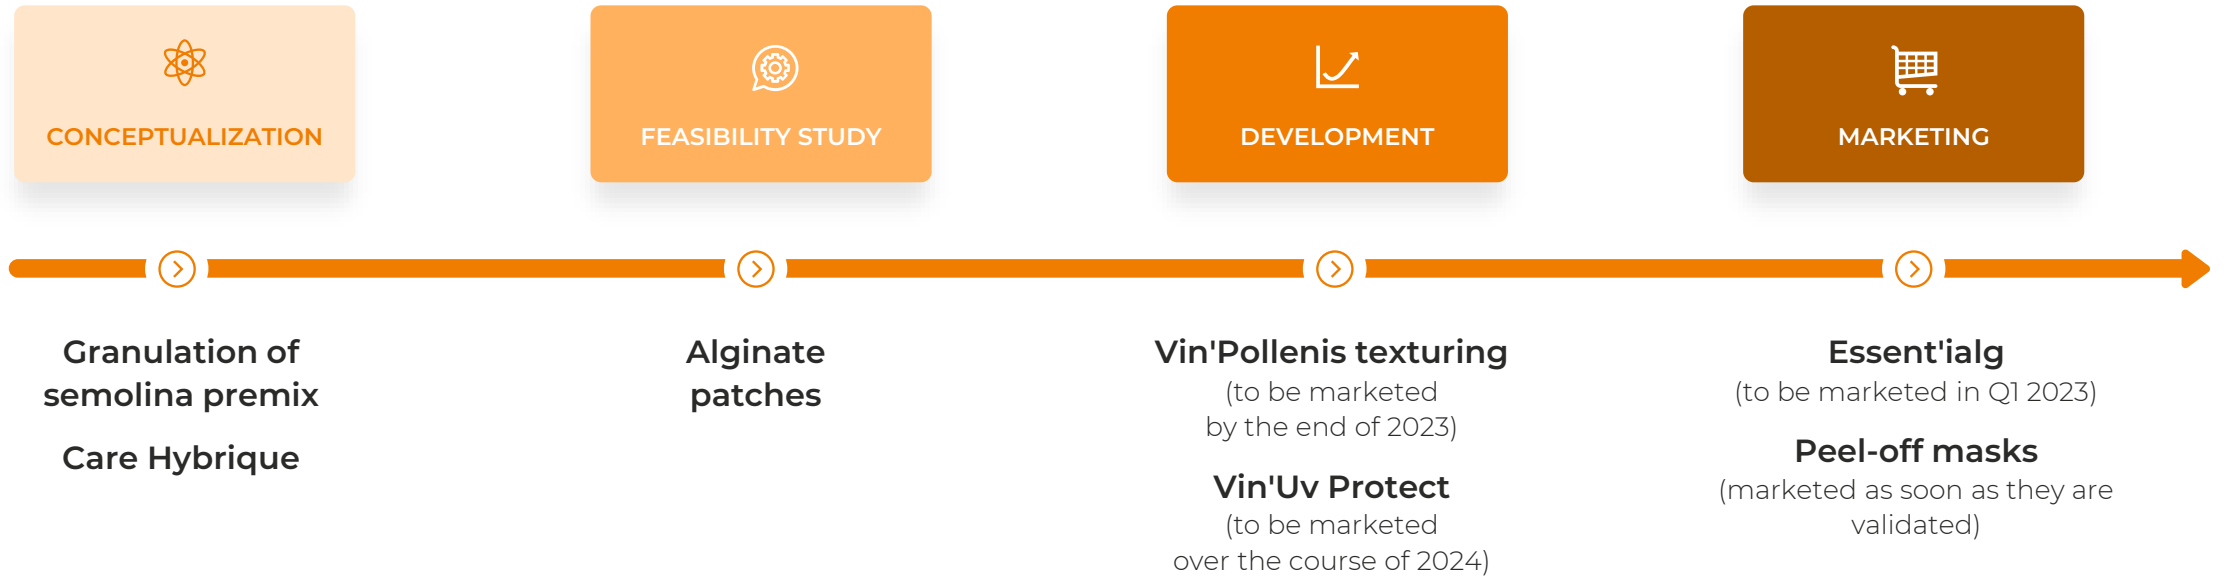 CONCEPTUALIZATION
FEASIBILITY STUDY
DEVELOPMENT
MARKETING
Granulation of
semolina premix
Care Hybrique
Alginate
patches
Vin'Pollenis texturing
(to be marketed
by the end of 2023)
Vin'Uv Protect
(to be marketed
over the course of 2024)
Essent'ialg
(to be marketed in Q1 2023)
Peel-off masks
(marketed as soon as they are
validated)